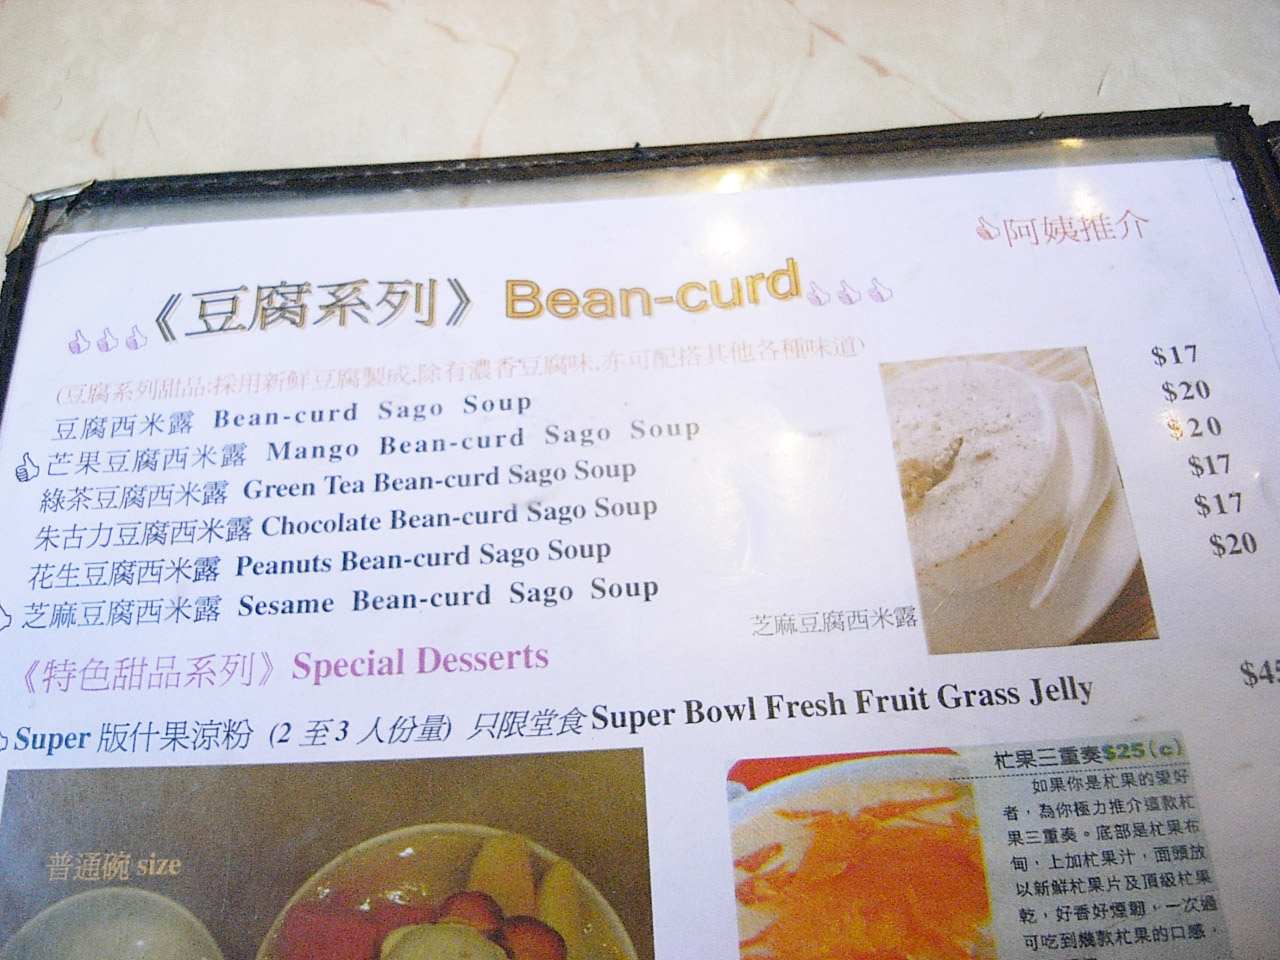 阿姨推介
《豆腐系列》 Bean-curd
(豆腐系列甜品:採用新鮮豆腐製成,除有濃香豆腐味,亦可配搭其他各種味道)
豆腐西米露 Bean-curd Sago Soup $17
芒果豆腐西米露 Mango Bean-curd Sago Soup $20
綠茶豆腐西米露 Green Tea Bean-curd Sago Soup $20
朱古力豆腐西米露 Chocolate Bean-curd Sago Soup $17
花生豆腐西米露 Peanuts Bean-curd Sago Soup $17
芝麻豆腐西米露 Sesame Bean-curd Sago Soup $20
芝麻豆腐西米露
《特色甜品系列》 Special Desserts
Super 版什果涼粉 (2 至 3 人份量) 只限堂食 Super Bowl Fresh Fruit Grass Jelly $45
普通碗 size
杧果三重奏$25(c)
如果你是杧果的愛好
者，為你極力推介這款杧
果三重奏。底部是杧果布
甸，上加杧果汁，面頭放
以新鮮杧果片及頂級杧果
乾，好香好煙韌，一次過
可吃到幾款杧果的口感，